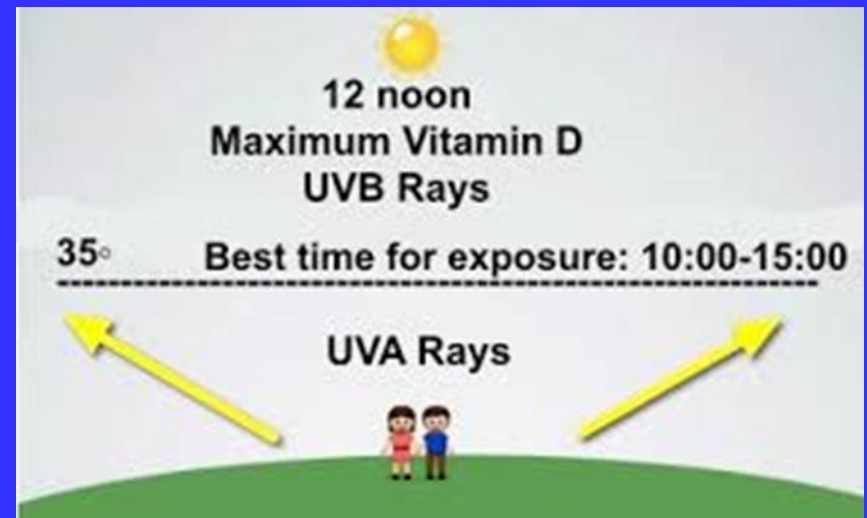 12 noon
Maximum Vitamin D
UVB Rays
35° Best time for exposure: 10:00-15:00
UVA Rays